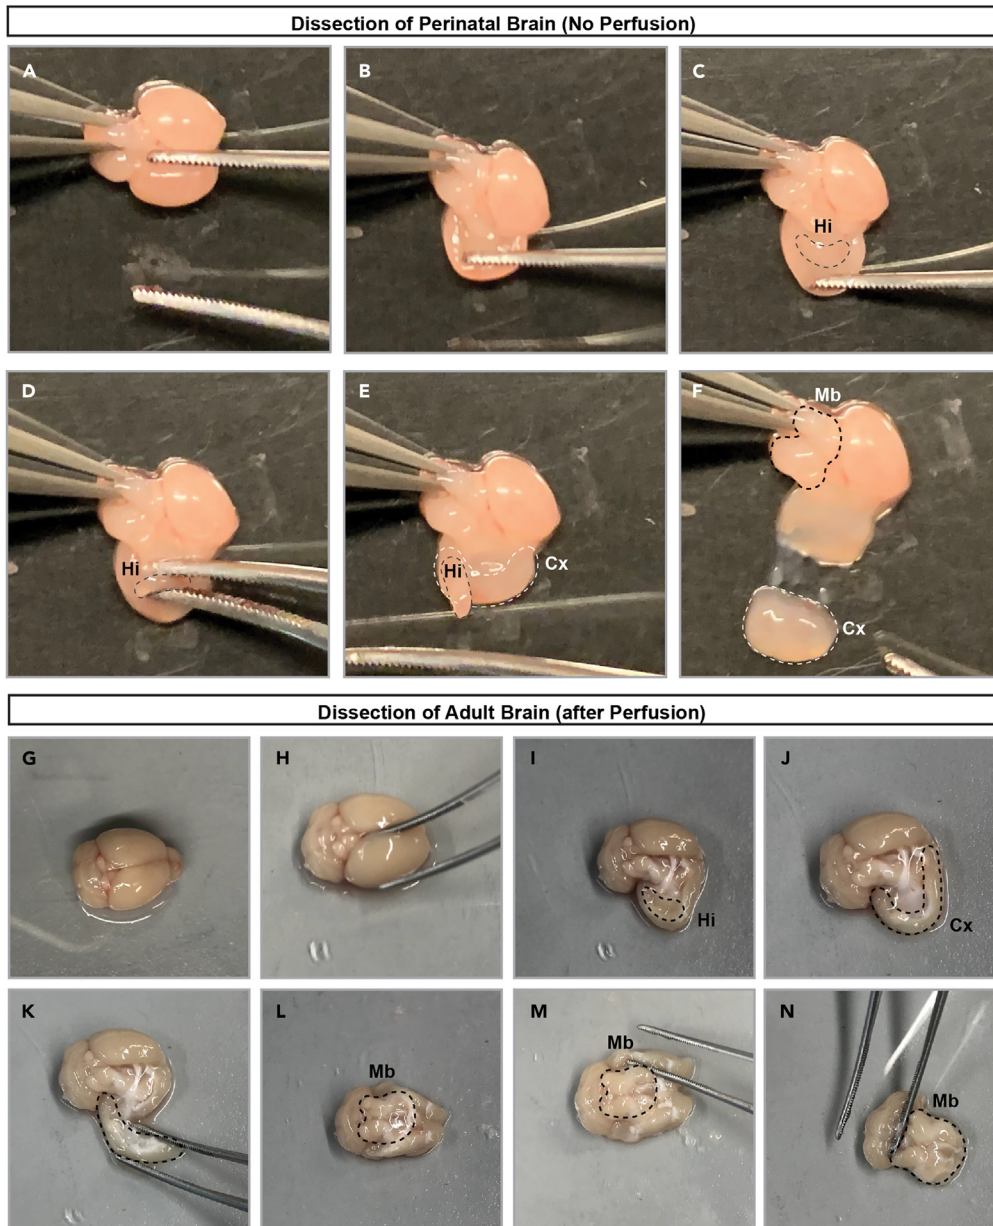 Dissection of Perinatal Brain (No Perfusion)
A
B
C
Hi
D
Hi
E
Hi
Cx
F
Mb
Cx
Dissection of Adult Brain (after Perfusion)
G
H
I
Hi
J
Cx
K
L
Mb
M
Mb
N
Mb